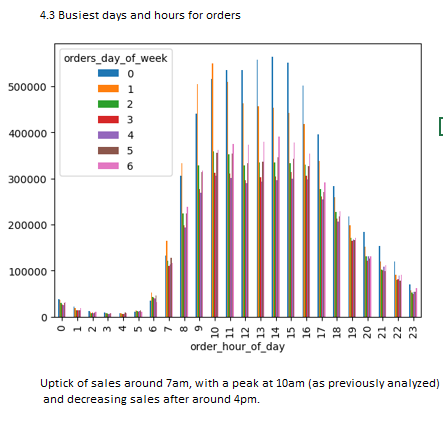 4.3 Busiest days and hours for orders
orders_day_of_week
0
1
2
3
4
5
6
500000
400000
300000
200000
100000
0
0 1 2 3 4 5 6 7 8 9 10 11 12 13 14 15 16 17 18 19 20 21 22 23
order_hour_of_day
Uptick of sales around 7am, with a peak at 10am (as previously analyzed)
and decreasing sales after around 4pm.